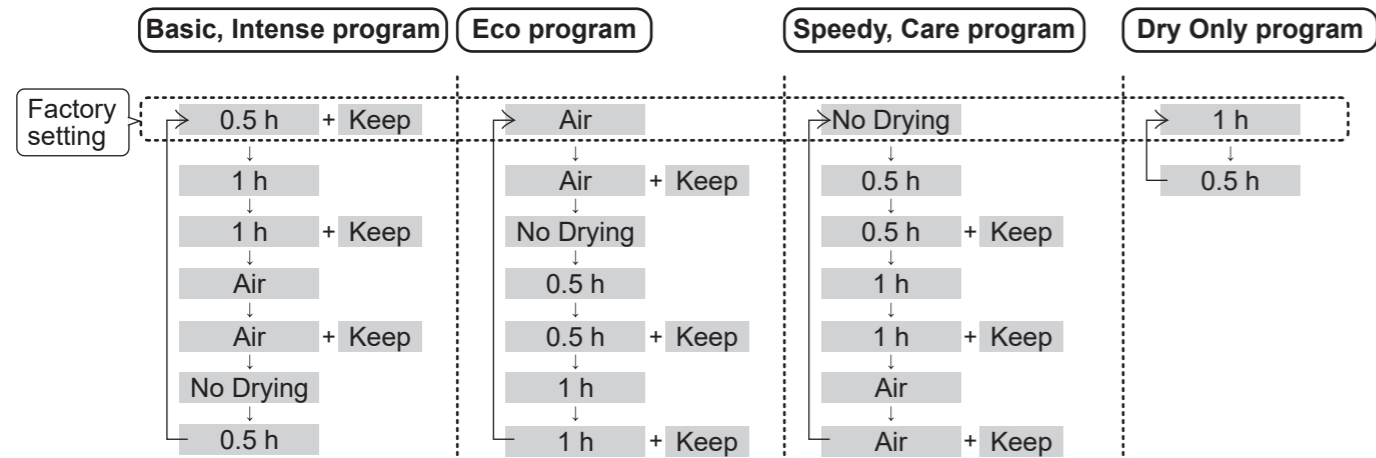 Basic, Intense program
Eco program
Speedy, Care program
Dry Only program
Factory
setting
0.5 h + Keep
Air
No Drying
1 h
1 h
Air + Keep
0.5 h
0.5 h
1 h + Keep
No Drying
0.5 h + Keep
Air
0.5 h
1 h
Air + Keep
0.5 h + Keep
1 h + Keep
No Drying
1 h
Air
0.5 h
1 h + Keep
Air + Keep